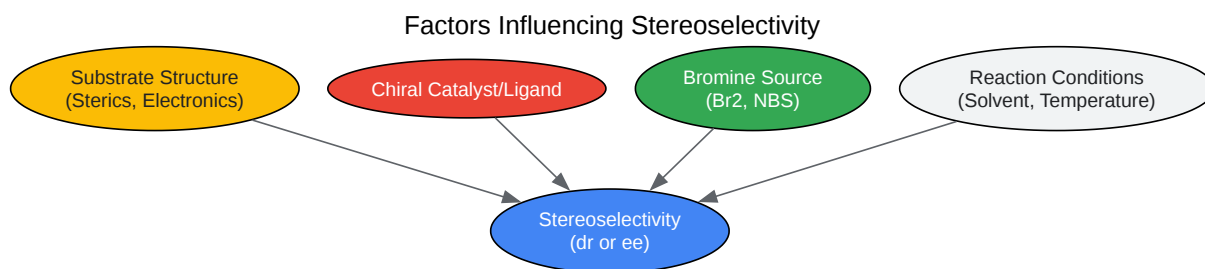 Factors Influencing Stereoselectivity
Substrate Structure
(Sterics, Electronics)
Chiral Catalyst/Ligand
Bromine Source
(Br2, NBS)
Reaction Conditions
(Solvent, Temperature)
Stereoselectivity
(dr or ee)